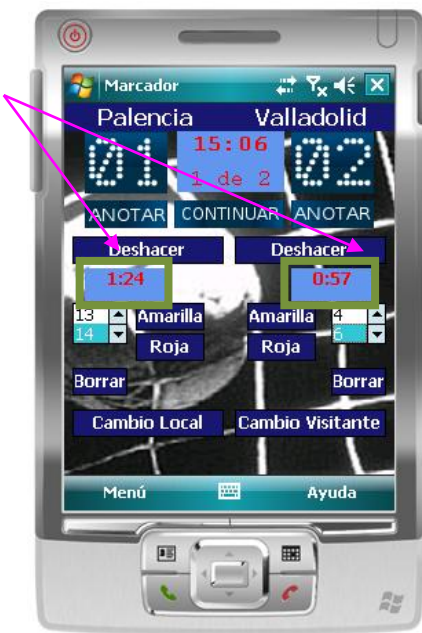 Marcador
Palencia Valladolid
01 15:06 02
1 de 2
ANOTAR CONTINUAR ANOTAR
Deshacer Deshacer
1:24 0:57
13 Amarilla Amarilla 4
14 Roja Roja 6
Borrar Borrar
Cambio Local Cambio Visitante
Menú Ayuda